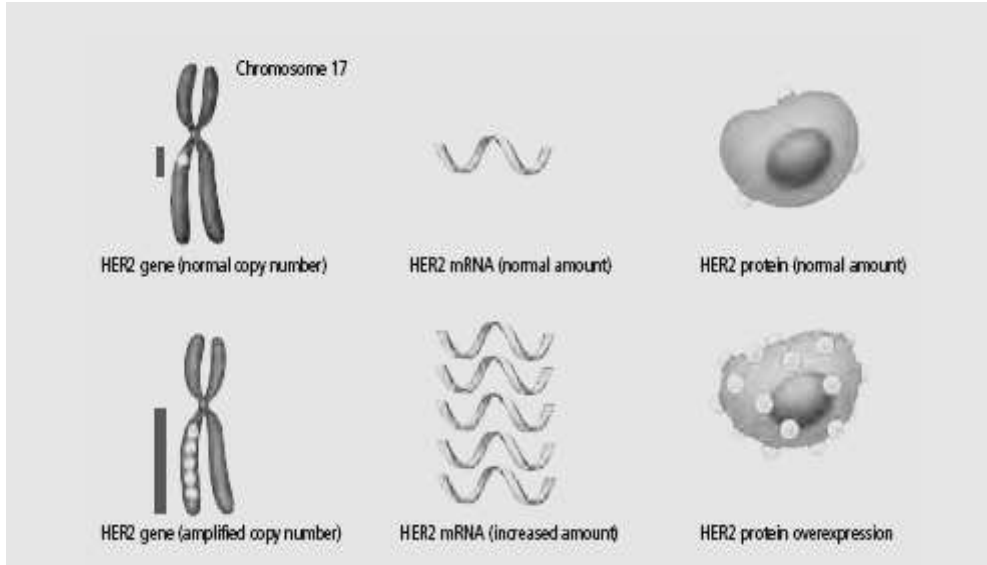 Chromosome 17
HER2 gene (normal copy number)
HER2 mRNA (normal amount)
HER2 protein (normal amount)
HER2 gene (amplified copy number)
HER2 mRNA (increased amount)
HER2 protein overexpression